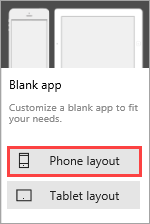 Blank app
Customize a blank app to fit
your needs.
Phone layout
Tablet layout